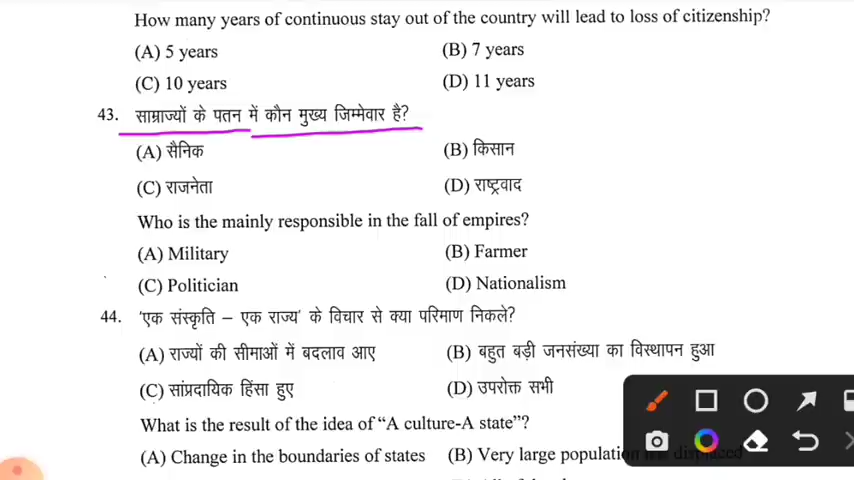 How many years of continuous stay out of the country will lead to loss of citizenship?
(A) 5 years (B) 7 years
(C) 10 years (D) 11 years
43. साम्राज्यों के पतन में कौन मुख्य जिम्मेवार है?
(A) सैनिक (B) किसान
(C) राजनेता (D) राष्ट्रवाद
Who is the mainly responsible in the fall of empires?
(A) Military (B) Farmer
(C) Politician (D) Nationalism
44. 'एक संस्कृति – एक राज्य' के विचार से क्या परिमाण निकले?
(A) राज्यों की सीमाओं में बदलाव आए (B) बहुत बड़ी जनसंख्या का विस्थापन हुआ
(C) सांप्रदायिक हिंसा हुए (D) उपरोक्त सभी
What is the result of the idea of "A culture-A state"?
(A) Change in the boundaries of states (B) Very large population displaced